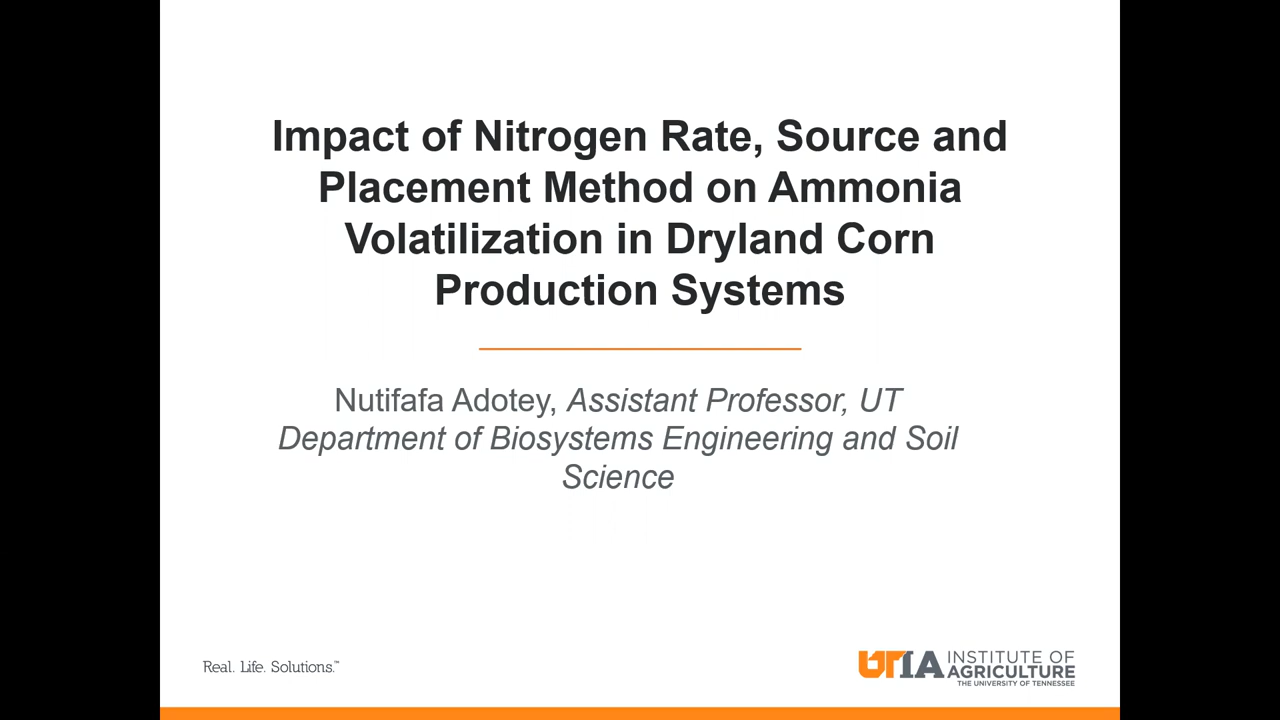 Impact of Nitrogen Rate, Source and
Placement Method on Ammonia
Volatilization in Dryland Corn
Production Systems
Nutifafa Adotey, Assistant Professor, UT
Department of Biosystems Engineering and Soil
Science
Real. Life. Solutions.™
UTIA INSTITUTE OF
AGRICULTURE
THE UNIVERSITY OF TENNESSEE